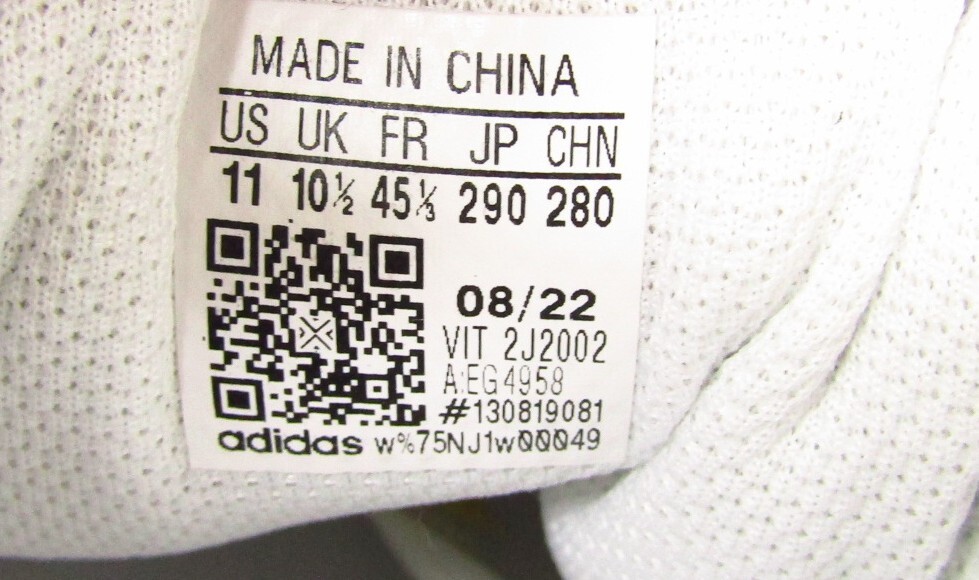 MADE IN CHINA
US UK FR JP CHN
11 10½ 45⅓ 290 280
08/22
VIT 2J2002
A:EG4958
#130819081
adidas w%75NJ1w00049